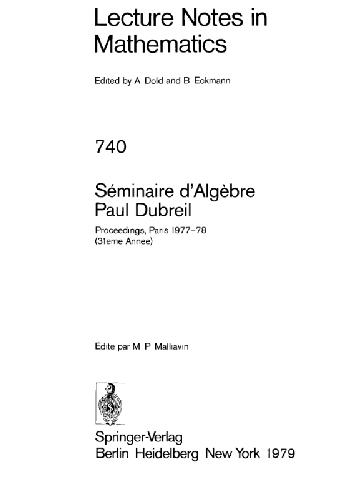 Lecture Notes in
Mathematics
Edited by A Dold and B Eckmann
740
Séminaire d'Algèbre
Paul Dubreil
Proceedings, Paris 1977-78
(31ème Année)
Edité par M P Malliavin
Springer-Verlag
Berlin Heidelberg New York 1979